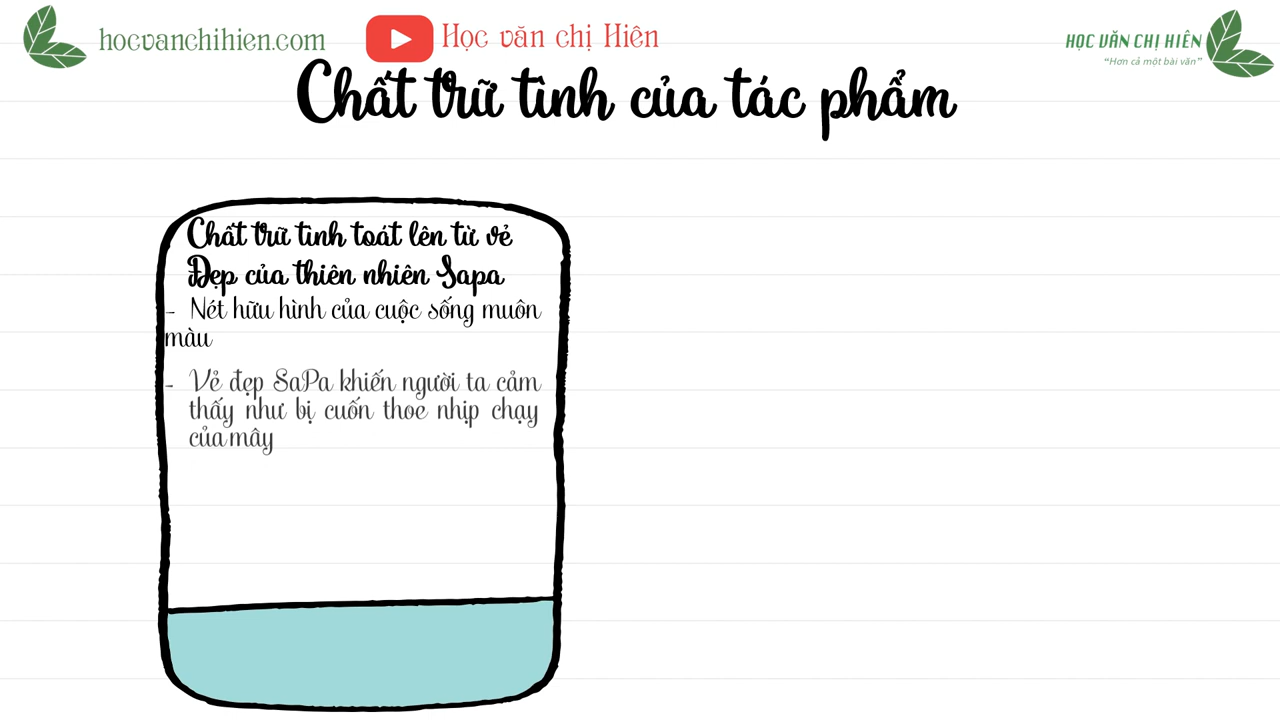 hocvanchihien.com
Học văn chị Hiên
HỌC VĂN CHỊ HIÊN
"Hơn cả một bài văn"
Chất trữ tình của tác phẩm
Chất trữ tình toát lên từ vẻ
Đẹp của thiên nhiên Sapa
- Nét hữu hình của cuộc sống muôn
màu
- Vẻ đẹp SaPa khiến người ta cảm
thấy như bị cuốn thoe nhịp chạy
của mây